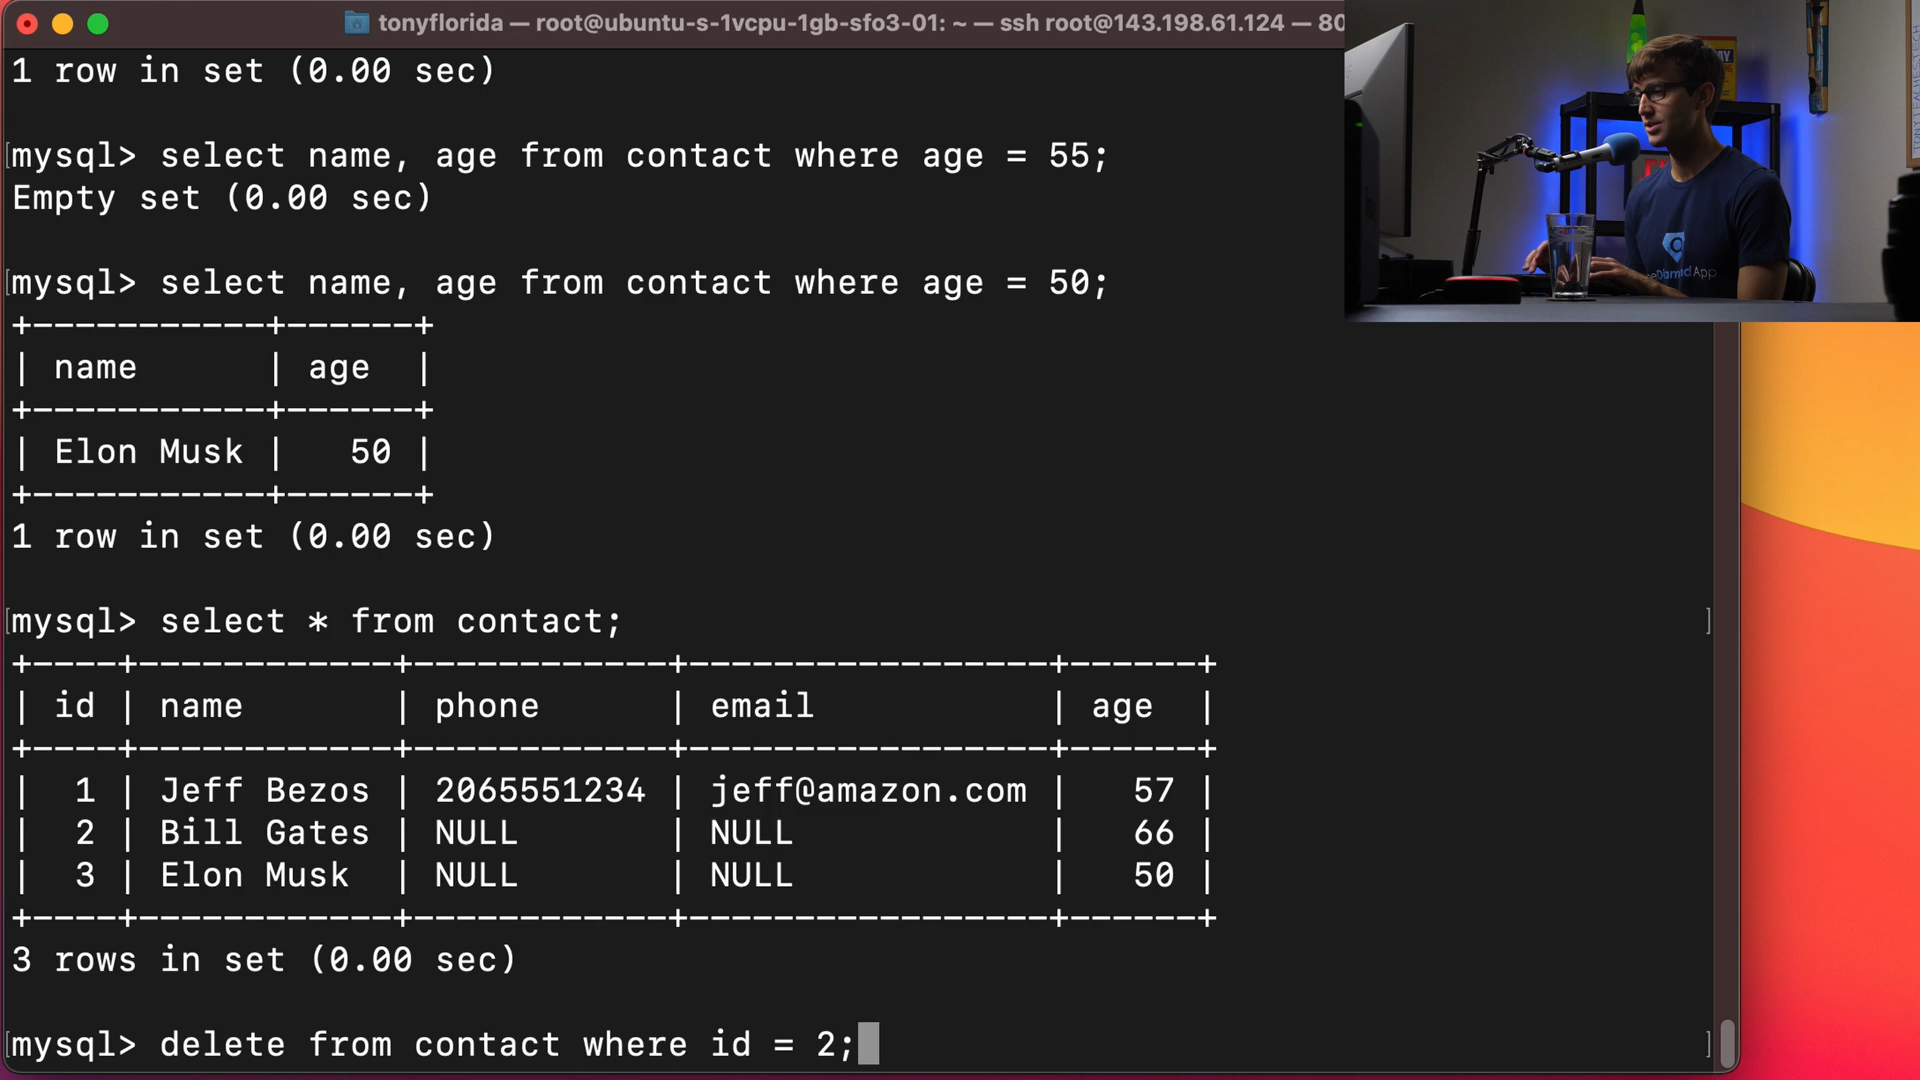 tonyflorida — root@ubuntu-s-1vcpu-1gb-sfo3-01: ~ — ssh root@143.198.61.124 — 80
1 row in set (0.00 sec)
[mysql> select name, age from contact where age = 55;
Empty set (0.00 sec)
[mysql> select name, age from contact where age = 50;
+-----------+------+
| name      | age  |
+-----------+------+
| Elon Musk |   50 |
+-----------+------+
1 row in set (0.00 sec)
[mysql> select * from contact; ]
+----+------------+------------+-----------------+------+
| id | name       | phone      | email           | age  |
+----+------------+------------+-----------------+------+
|  1 | Jeff Bezos | 2065551234 | jeff@amazon.com |   57 |
|  2 | Bill Gates | NULL       | NULL            |   66 |
|  3 | Elon Musk  | NULL       | NULL            |   50 |
+----+------------+------------+-----------------+------+
3 rows in set (0.00 sec)
[mysql> delete from contact where id = 2; ]